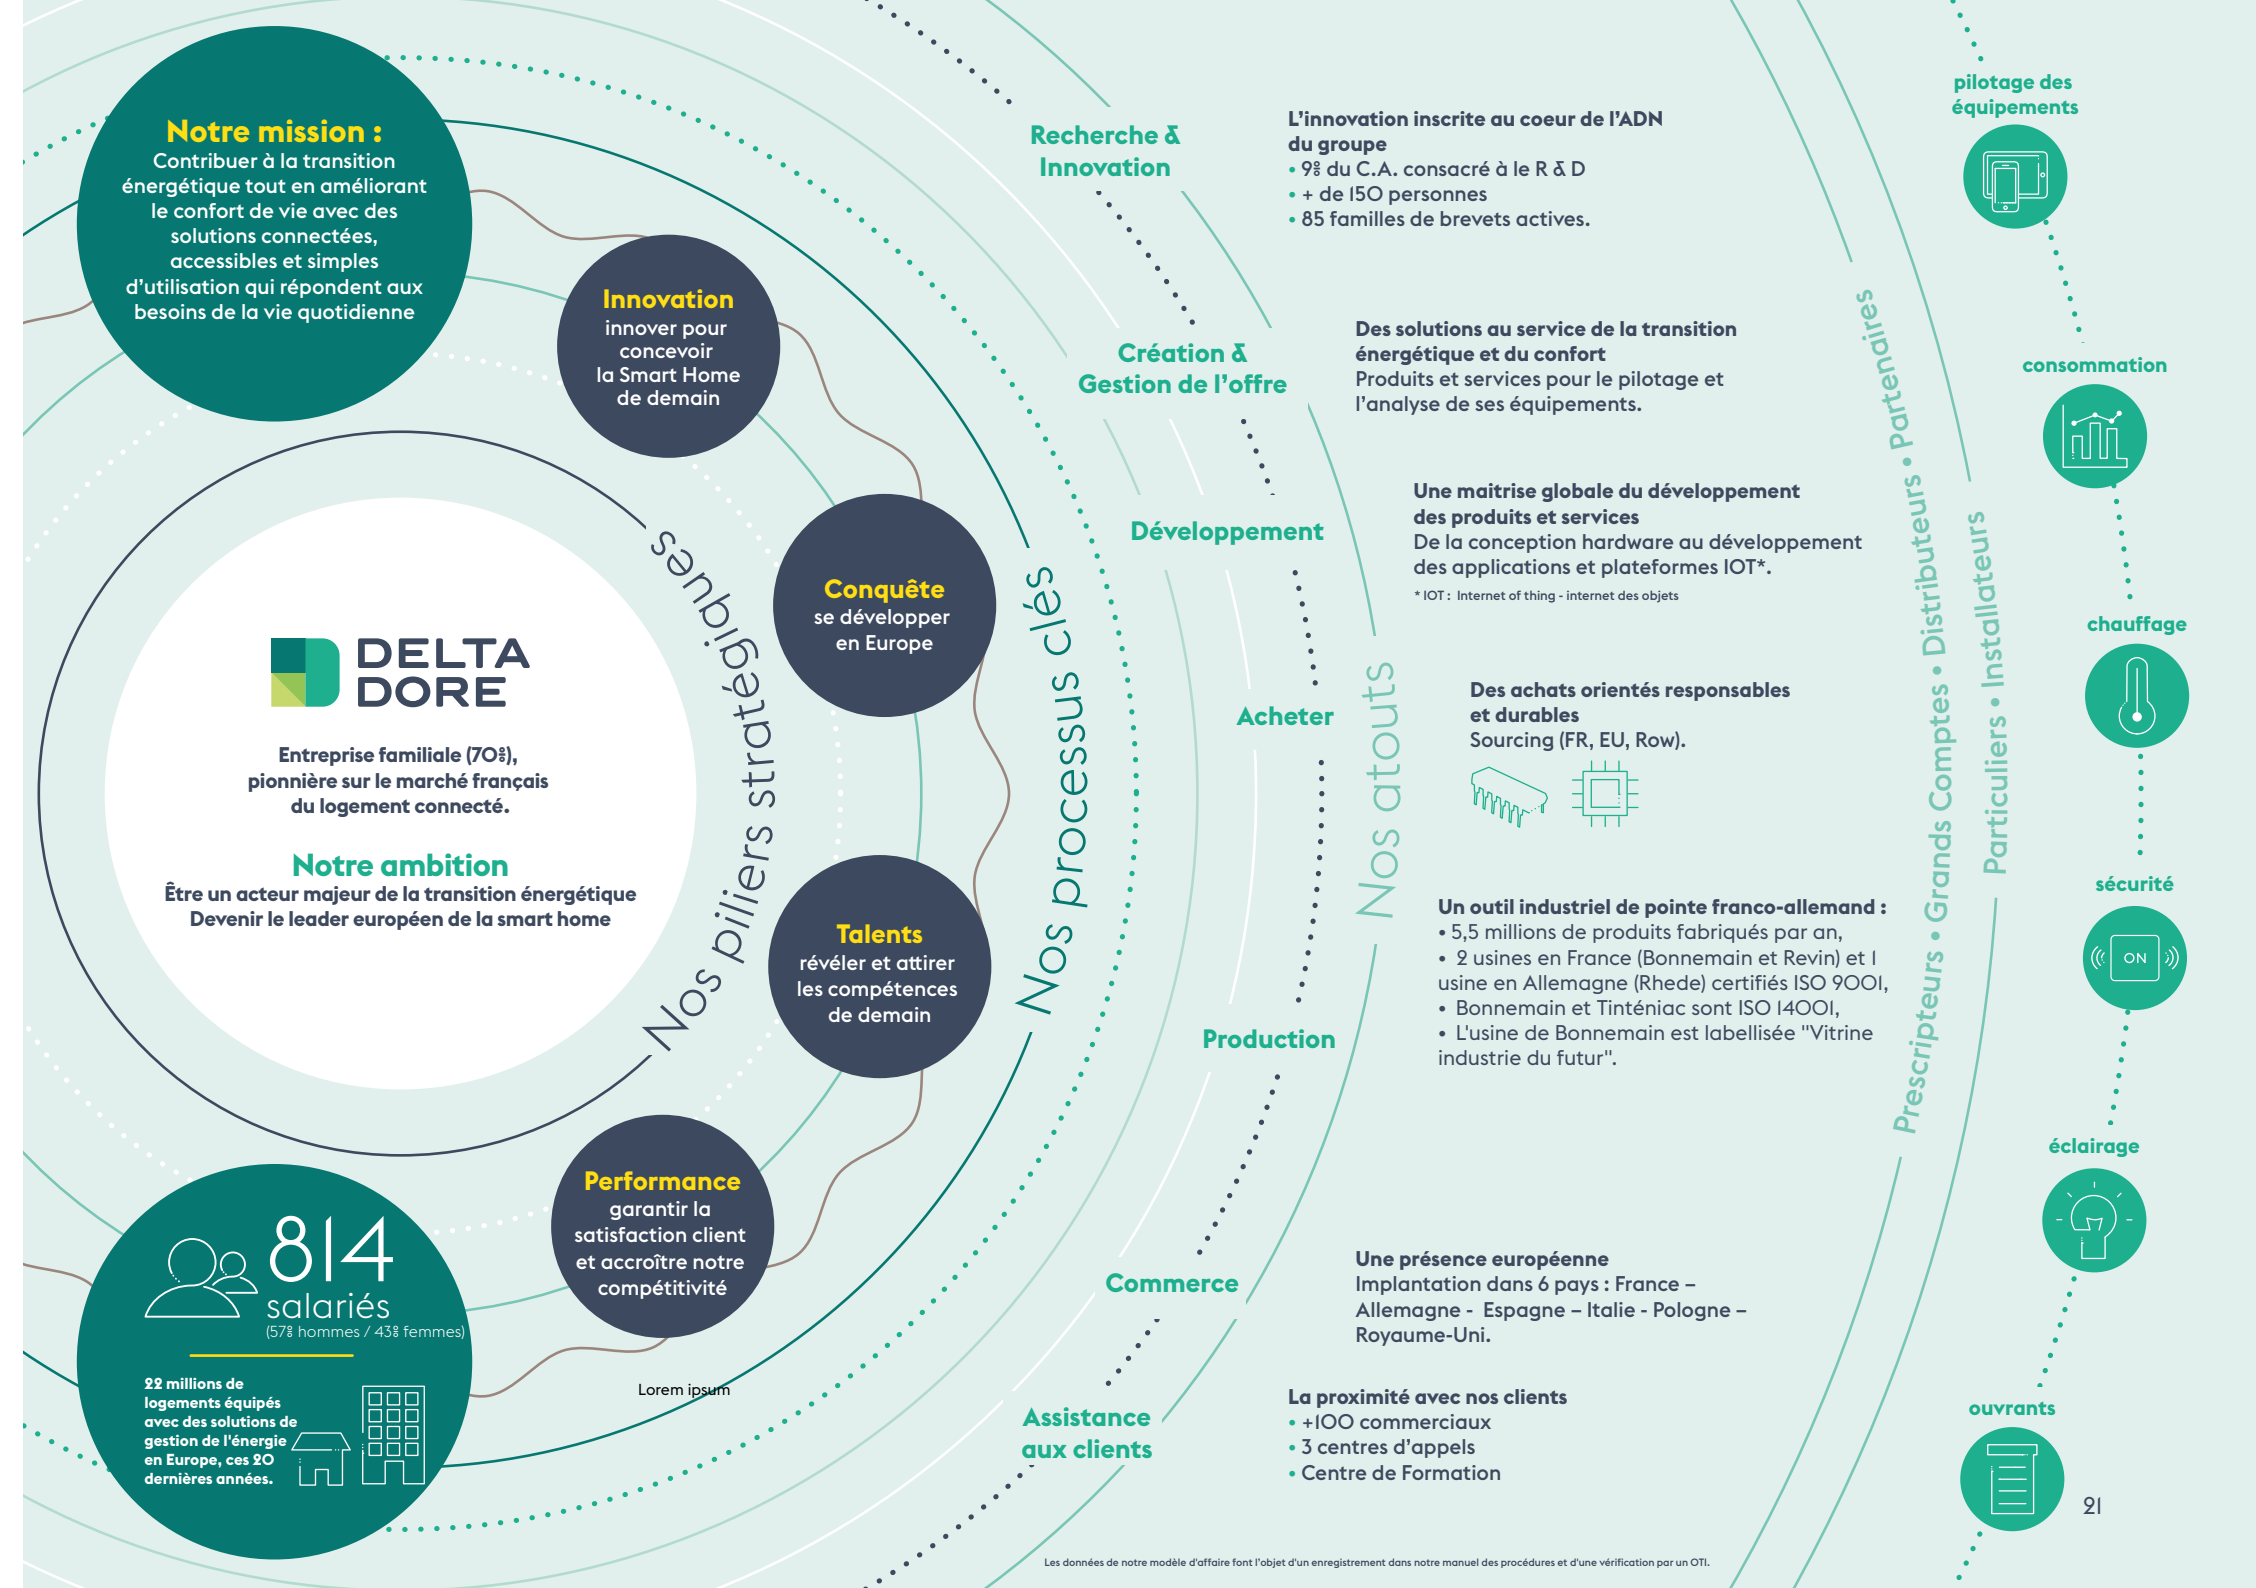 Notre mission :
Contribuer à la transition
énergétique tout en améliorant
le confort de vie avec des
solutions connectées,
accessibles et simples
d'utilisation qui répondent aux
besoins de la vie quotidienne
DELTA
DORE
Entreprise familiale (70%),
pionnière sur le marché français
du logement connecté.
Notre ambition
Être un acteur majeur de la transition énergétique
Devenir le leader européen de la smart home
814
salariés
(57% hommes / 43% femmes)
22 millions de
logements équipés
avec des solutions de
gestion de l'énergie
en Europe, ces 20
dernières années.
Nos piliers stratégiques
Innovation
innover pour
concevoir
la Smart Home
de demain
Conquête
se développer
en Europe
Talents
révéler et attirer
les compétences
de demain
Performance
garantir la
satisfaction client
et accroître notre
compétitivité
Lorem ipsum
Nos processus clés
Recherche &
Innovation
Création &
Gestion de l'offre
Développement
Acheter
Production
Commerce
Assistance
aux clients
Nos atouts
L'innovation inscrite au coeur de l'ADN
du groupe
• 9% du C.A. consacré à le R & D
• + de 150 personnes
• 85 familles de brevets actives.
Des solutions au service de la transition
énergétique et du confort
Produits et services pour le pilotage et
l'analyse de ses équipements.
Une maitrise globale du développement
des produits et services
De la conception hardware au développement
des applications et plateformes IOT*.
* IOT : Internet of thing - internet des objets
Des achats orientés responsables
et durables
Sourcing (FR, EU, Row).
Un outil industriel de pointe franco-allemand :
• 5,5 millions de produits fabriqués par an,
• 2 usines en France (Bonnemain et Revin) et 1
usine en Allemagne (Rhede) certifiés ISO 9001,
• Bonnemain et Tinténiac sont ISO 14001,
• L'usine de Bonnemain est labellisée "Vitrine
industrie du futur".
Une présence européenne
Implantation dans 6 pays : France –
Allemagne - Espagne – Italie - Pologne –
Royaume-Uni.
La proximité avec nos clients
• +100 commerciaux
• 3 centres d'appels
• Centre de Formation
Prescripteurs • Grands Comptes • Distributeurs • Partenaires
Particuliers • Installateurs
pilotage des
équipements
consommation
chauffage
sécurité
ON
éclairage
ouvrants
21
Les données de notre modèle d'affaire font l'objet d'un enregistrement dans notre manuel des procédures et d'une vérification par un OTI.